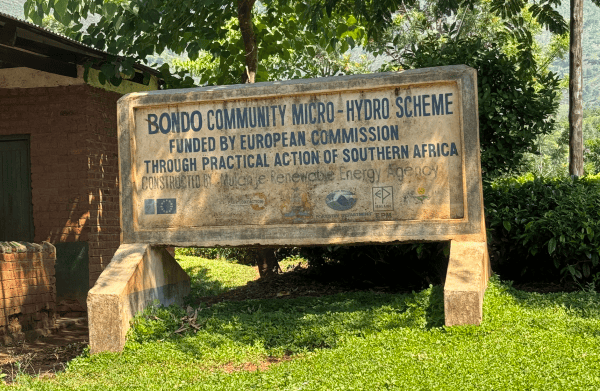 BONDO COMMUNITY MICRO-HYDRO SCHEME
FUNDED BY EUROPEAN COMMISSION
THROUGH PRACTICAL ACTION OF SOUTHERN AFRICA
CONSTRUCTED BY Mulanje Renewable Energy Agency